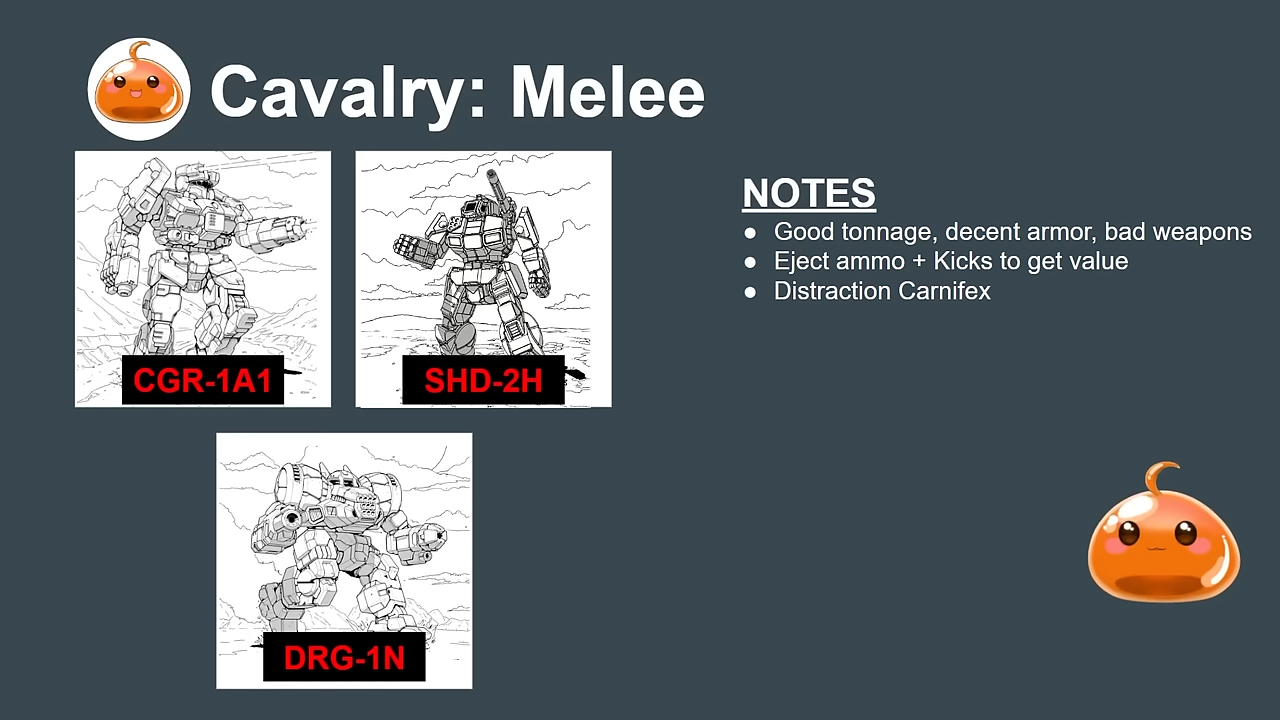 Cavalry: Melee
CGR-1A1
SHD-2H
DRG-1N
NOTES
● Good tonnage, decent armor, bad weapons
● Eject ammo + Kicks to get value
● Distraction Carnifex